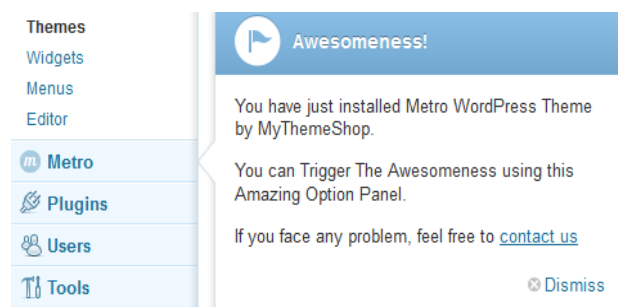 Themes
Widgets
Menus
Editor
Metro
Plugins
Users
Tools
Awesomeness!
You have just installed Metro WordPress Theme
by MyThemeShop.
You can Trigger The Awesomeness using this
Amazing Option Panel.
If you face any problem, feel free to contact us
Dismiss